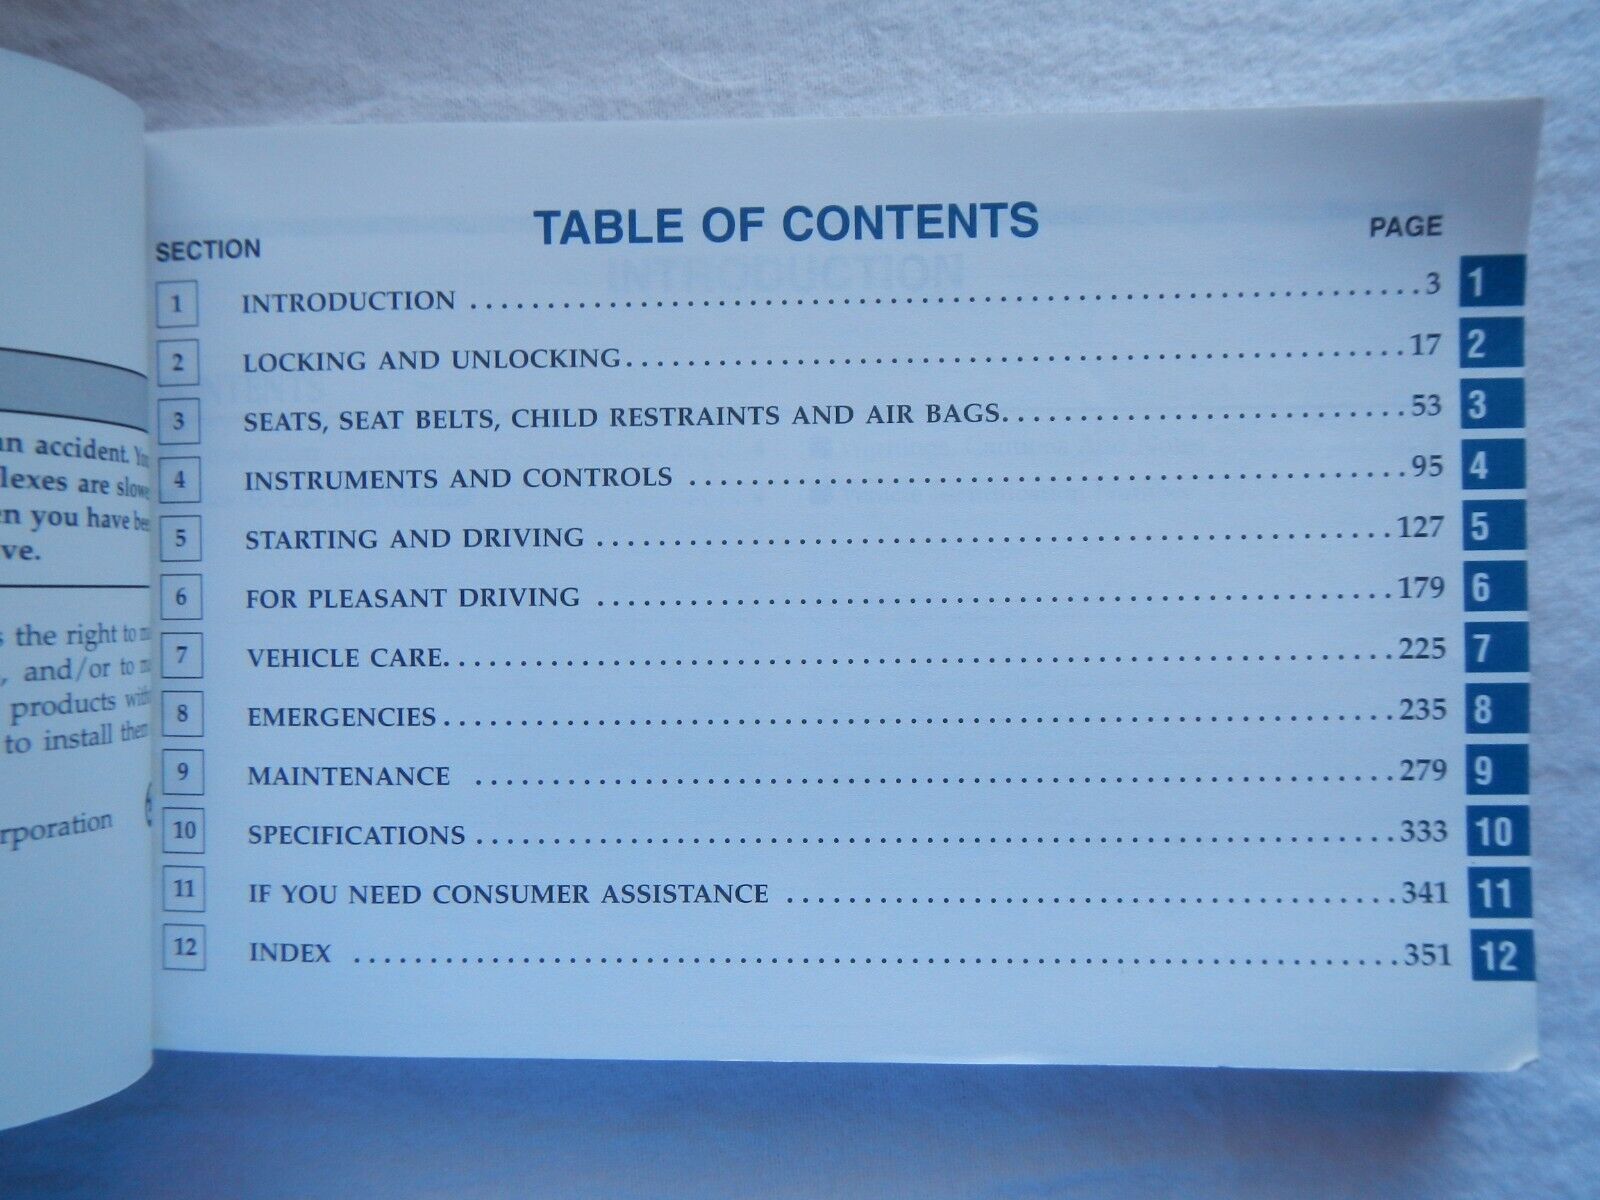 an accident.
lexes are
you have
ve.
the right to
, and/or to
products
to install
TABLE OF CONTENTS
SECTION PAGE
1 INTRODUCTION ........................................ 3 1
2 LOCKING AND UNLOCKING........................................ 17 2
3 SEATS, SEAT BELTS, CHILD RESTRAINTS AND AIR BAGS........................................ 53 3
4 INSTRUMENTS AND CONTROLS ........................................ 95 4
5 STARTING AND DRIVING ........................................ 127 5
6 FOR PLEASANT DRIVING ........................................ 179 6
7 VEHICLE CARE........................................ 225 7
8 EMERGENCIES ........................................ 235 8
9 MAINTENANCE ........................................ 279 9
10 SPECIFICATIONS ........................................ 333 10
11 IF YOU NEED CONSUMER ASSISTANCE ........................................ 341 11
12 INDEX ........................................ 351 12